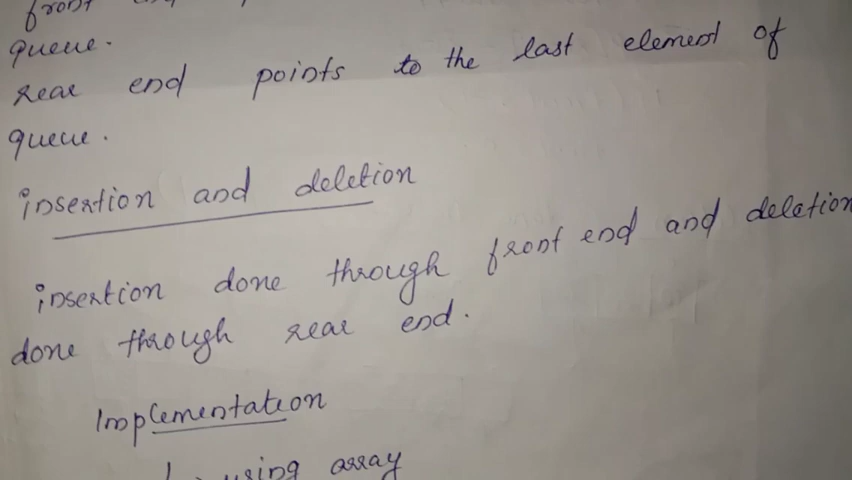 front
queue.
rear end points to the last element of
queue.
insertion and deletion
insertion done through front end and deletion
done through rear end.
Implementation
using array